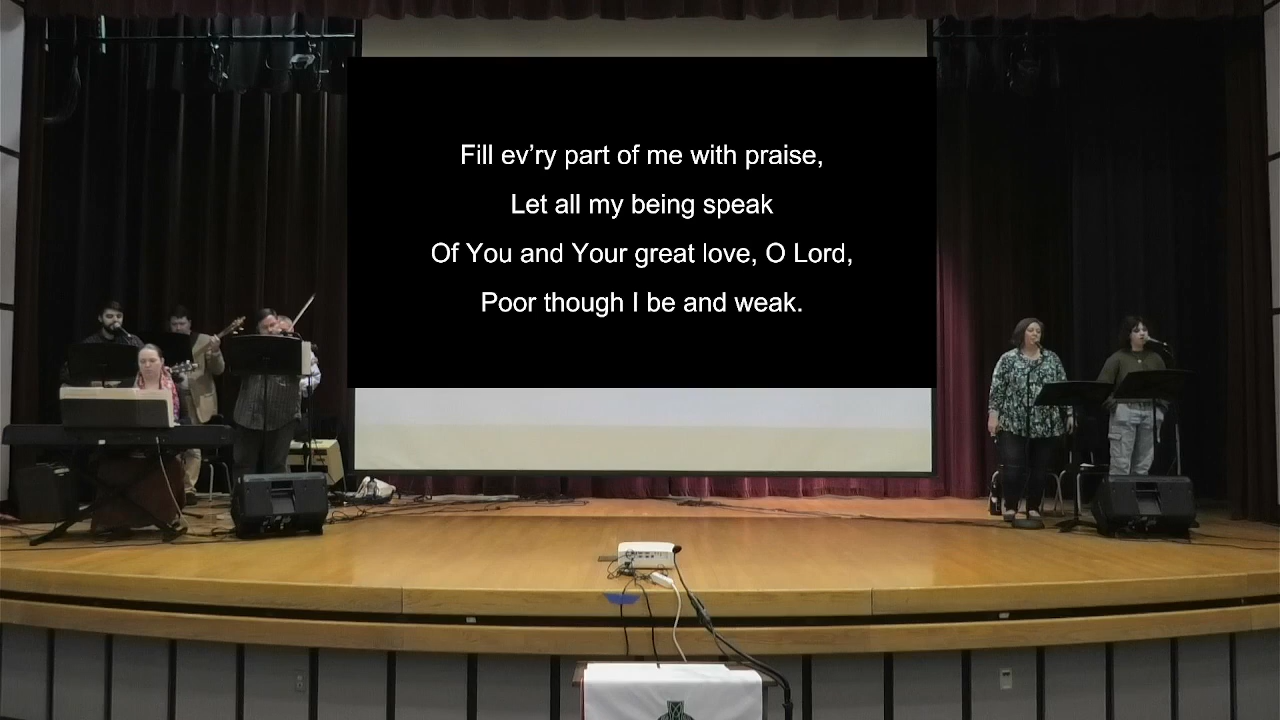 Fill ev’ry part of me with praise,
Let all my being speak
Of You and Your great love, O Lord,
Poor though I be and weak.